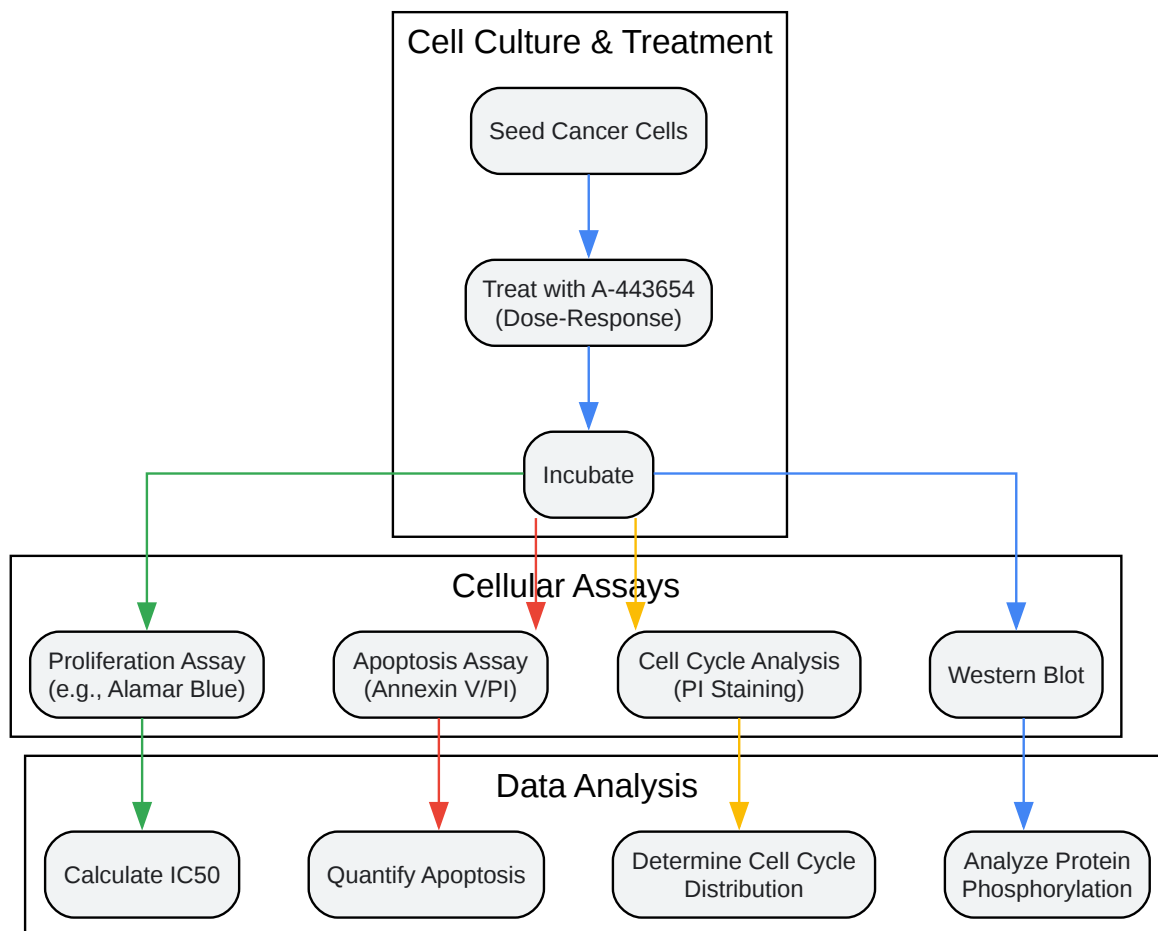 Cell Culture & Treatment
Seed Cancer Cells
Treat with A-443654
(Dose-Response)
Incubate
Cellular Assays
Proliferation Assay
(e.g., Alamar Blue)
Apoptosis Assay
(Annexin V/PI)
Cell Cycle Analysis
(PI Staining)
Western Blot
Data Analysis
Calculate IC50
Quantify Apoptosis
Determine Cell Cycle
Distribution
Analyze Protein
Phosphorylation